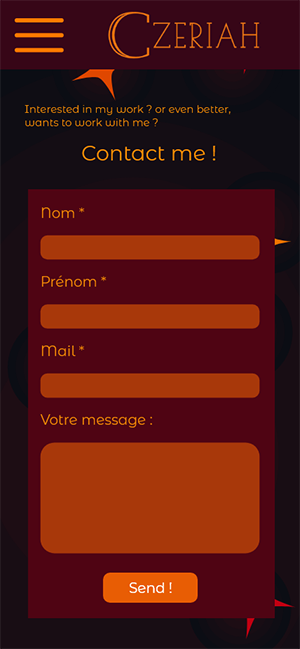 CZERIAH
Interested in my work ? or even better,
wants to work with me ?
Contact me !
Nom *
Prénom *
Mail *
Votre message :
Send !